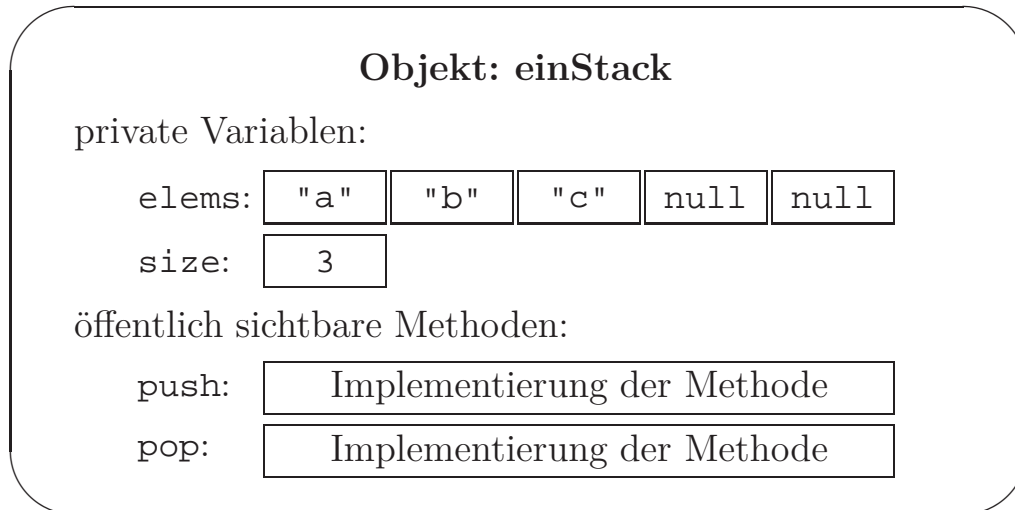 Objekt: einStack
private Variablen:
elems: "a" "b" "c" null null
size: 3
öffentlich sichtbare Methoden:
push: Implementierung der Methode
pop: Implementierung der Methode